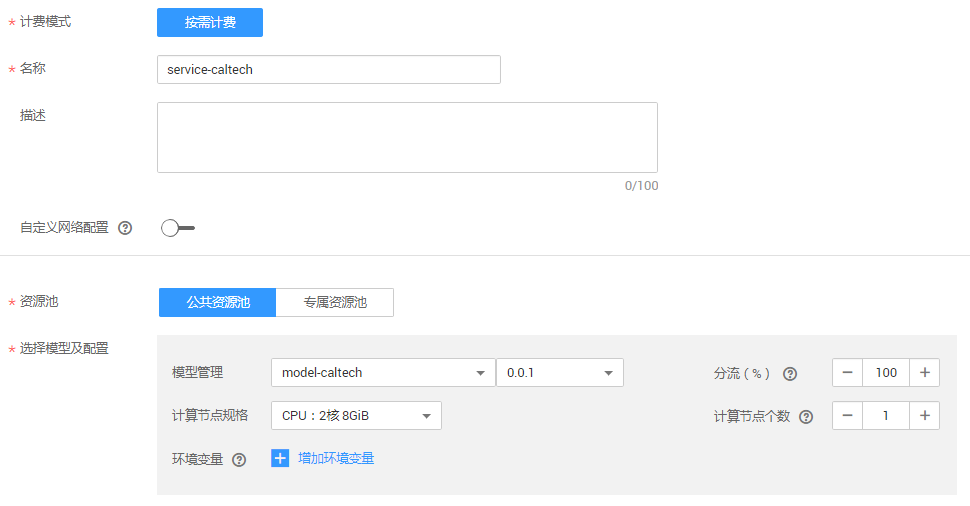 * 计费模式 按需计费
* 名称 service-caltech
描述
0/100
自定义网络配置 ?
* 资源池 公共资源池 专属资源池
* 选择模型及配置
模型管理 model-caltech 0.0.1 分流（%） ? − 100 +
计算节点规格 CPU：2核 8GiB 计算节点个数 ? − 1 +
环境变量 ? + 增加环境变量